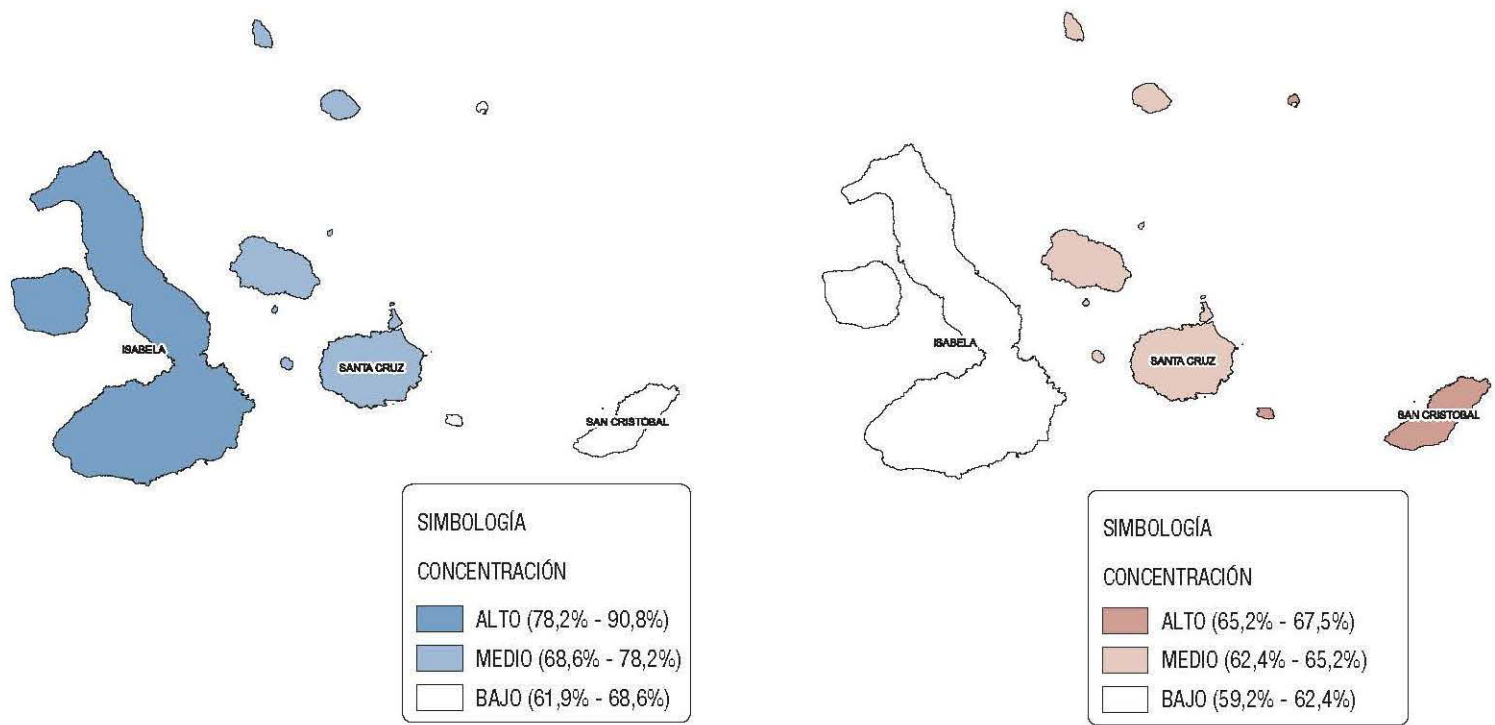 ISABELA
SANTA CRUZ
SAN CRISTOBAL
SIMBOLOGÍA
CONCENTRACIÓN
ALTO (78,2% - 90,8%)
MEDIO (68,6% - 78,2%)
BAJO (61,9% - 68,6%)
ISABELA
SANTA CRUZ
SAN CRISTOBAL
SIMBOLOGÍA
CONCENTRACIÓN
ALTO (65,2% - 67,5%)
MEDIO (62,4% - 65,2%)
BAJO (59,2% - 62,4%)